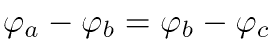 φ_a − φ_b = φ_b − φ_c